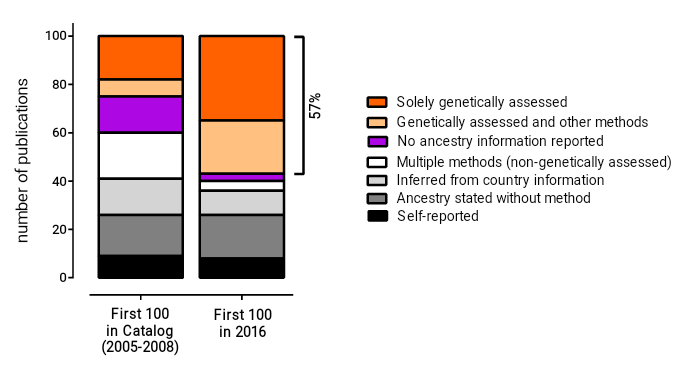 number of publications
100
80
60
40
20
0
57%
First 100
in Catalog
(2005-2008)
First 100
in 2016
Solely genetically assessed
Genetically assessed and other methods
No ancestry information reported
Multiple methods (non-genetically assessed)
Inferred from country information
Ancestry stated without method
Self-reported